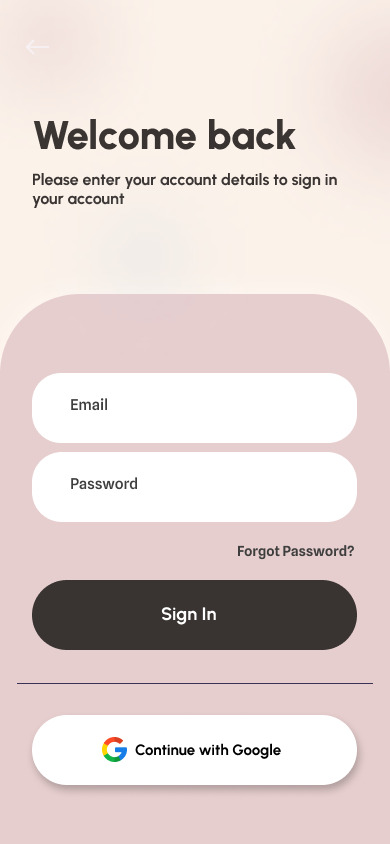 Welcome back
Please enter your account details to sign in
your account
Email
Password
Forgot Password?
Sign In
Continue with Google